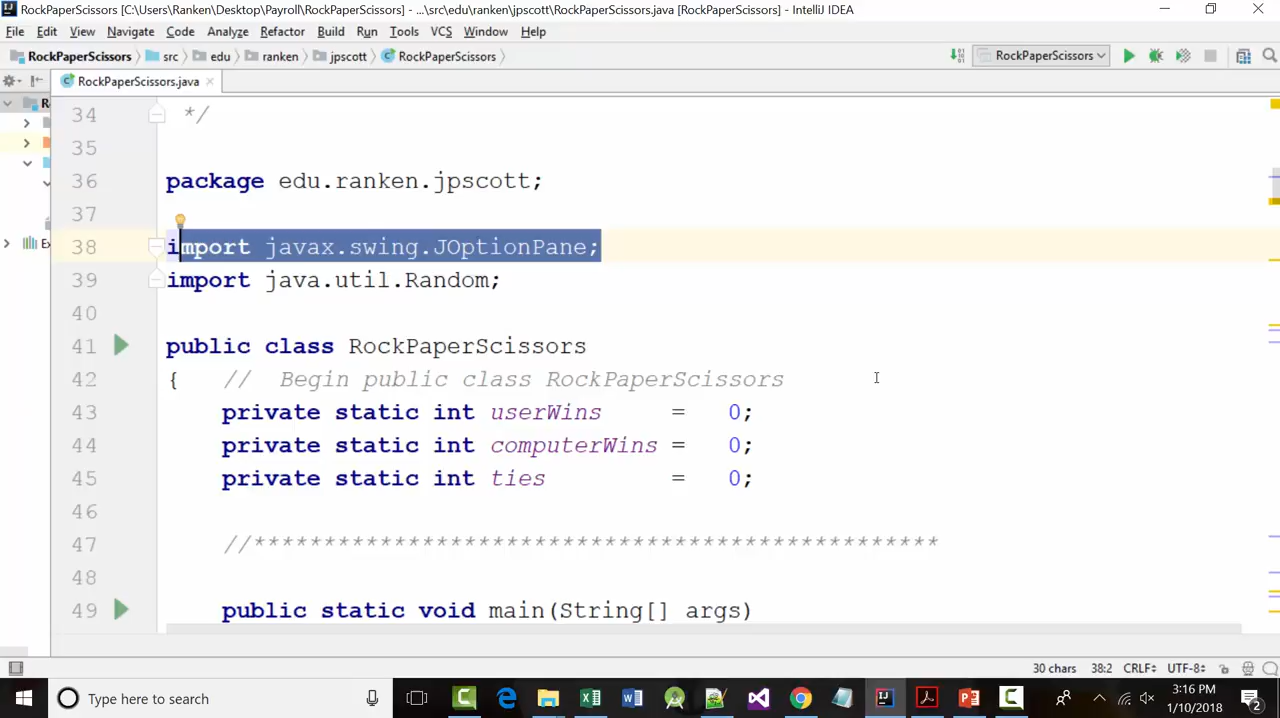 RockPaperScissors [C:\Users\Ranken\Desktop\Payroll\RockPaperScissors] - ...\src\edu\ranken\jpscott\RockPaperScissors.java [RockPaperScissors] - IntelliJ IDEA
File Edit View Navigate Code Analyze Refactor Build Run Tools VCS Window Help
RockPaperScissors src edu ranken jpscott RockPaperScissors RockPaperScissors
RockPaperScissors.java
R
34 */
35
36 package edu.ranken.jpscott;
37
38 import javax.swing.JOptionPane;
Ex
39 import java.util.Random;
40
41 public class RockPaperScissors
42 { // Begin public class RockPaperScissors
43 private static int userWins = 0;
44 private static int computerWins = 0;
45 private static int ties = 0;
46
47 //*************************************************
48
49 public static void main(String[] args)
30 chars 38:2 CRLF UTF-8
Type here to search
3:16 PM
1/10/2018
2